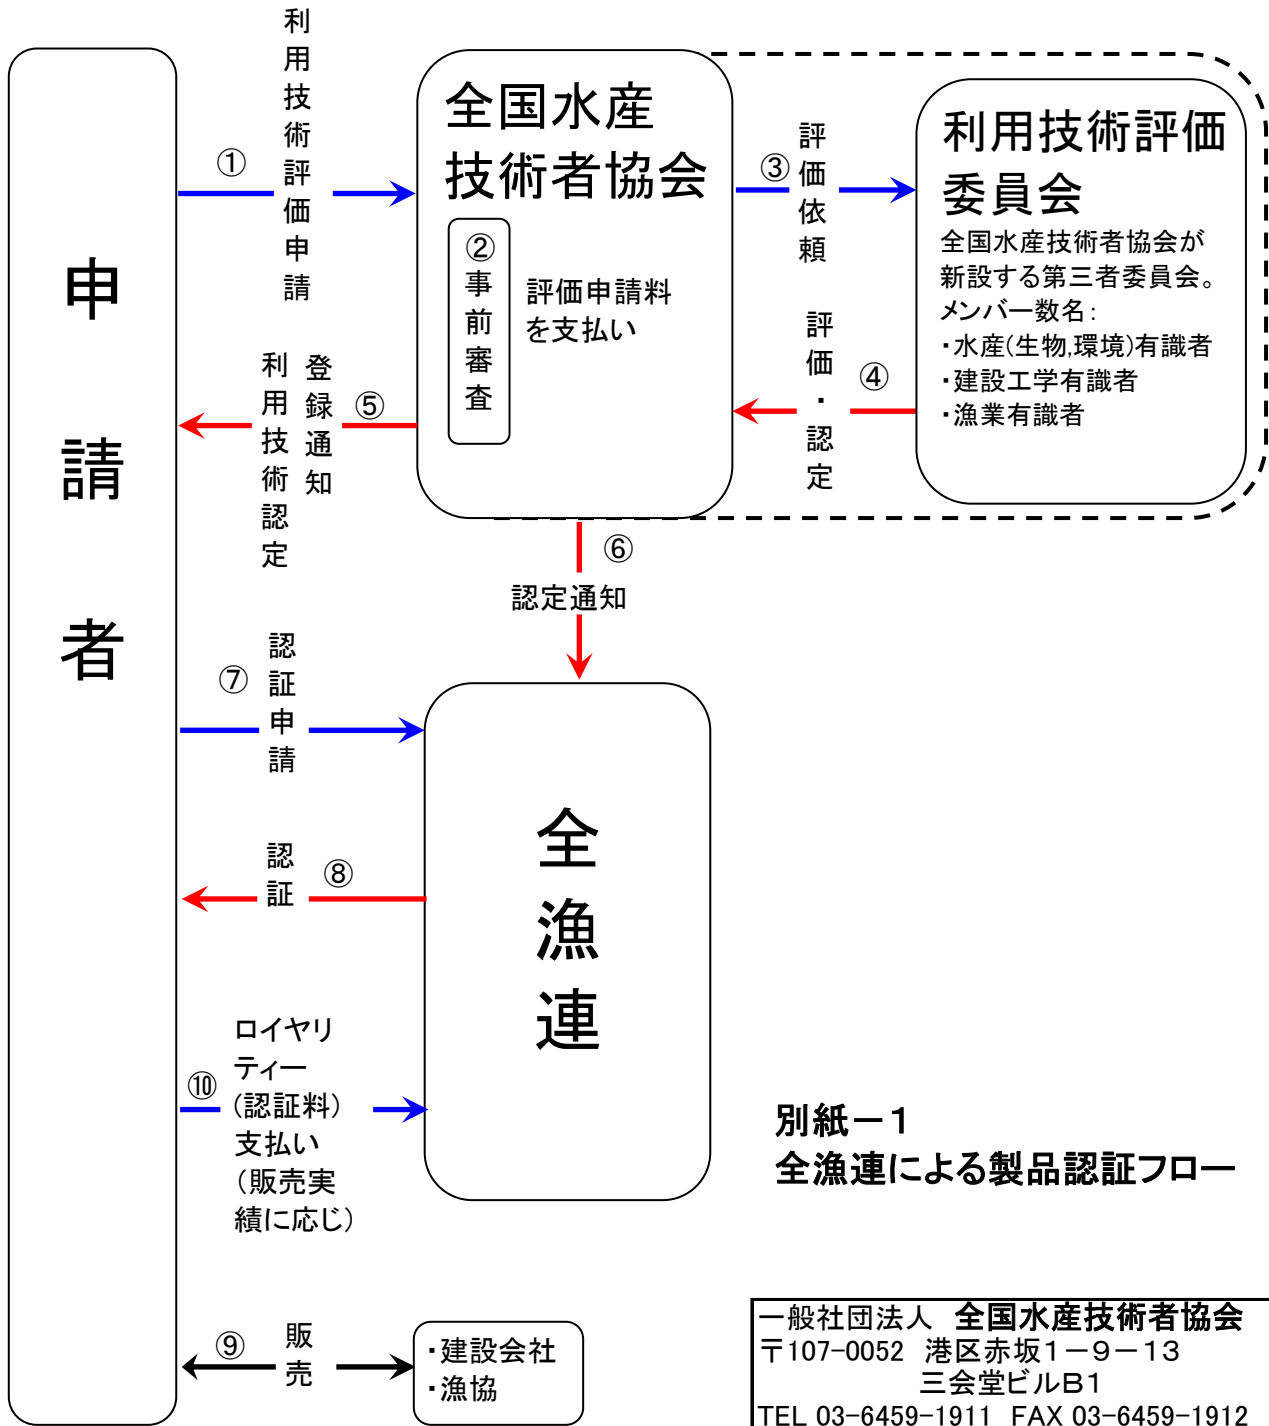 申請者
①
利用技術評価申請
全国水産
技術者協会
②
事前審査
評価申請料
を支払い
③
評価依頼
利用技術評価
委員会
全国水産技術者協会が
新設する第三者委員会。
メンバー数名：
・水産(生物,環境)有識者
・建設工学有識者
・漁業有識者
④
評価・認定
⑤
登録通知
利用技術認定
⑥
認定通知
⑦
認証申請
全漁連
⑧
認証
⑩
ロイヤリ
ティー
(認証料)
支払い
(販売実
績に応じ)
⑨
販売
・建設会社
・漁協
別紙－１
全漁連による製品認証フロー
一般社団法人 全国水産技術者協会
〒107-0052 港区赤坂１－９－13
三会堂ビルＢ１
TEL 03-6459-1911 FAX 03-6459-1912